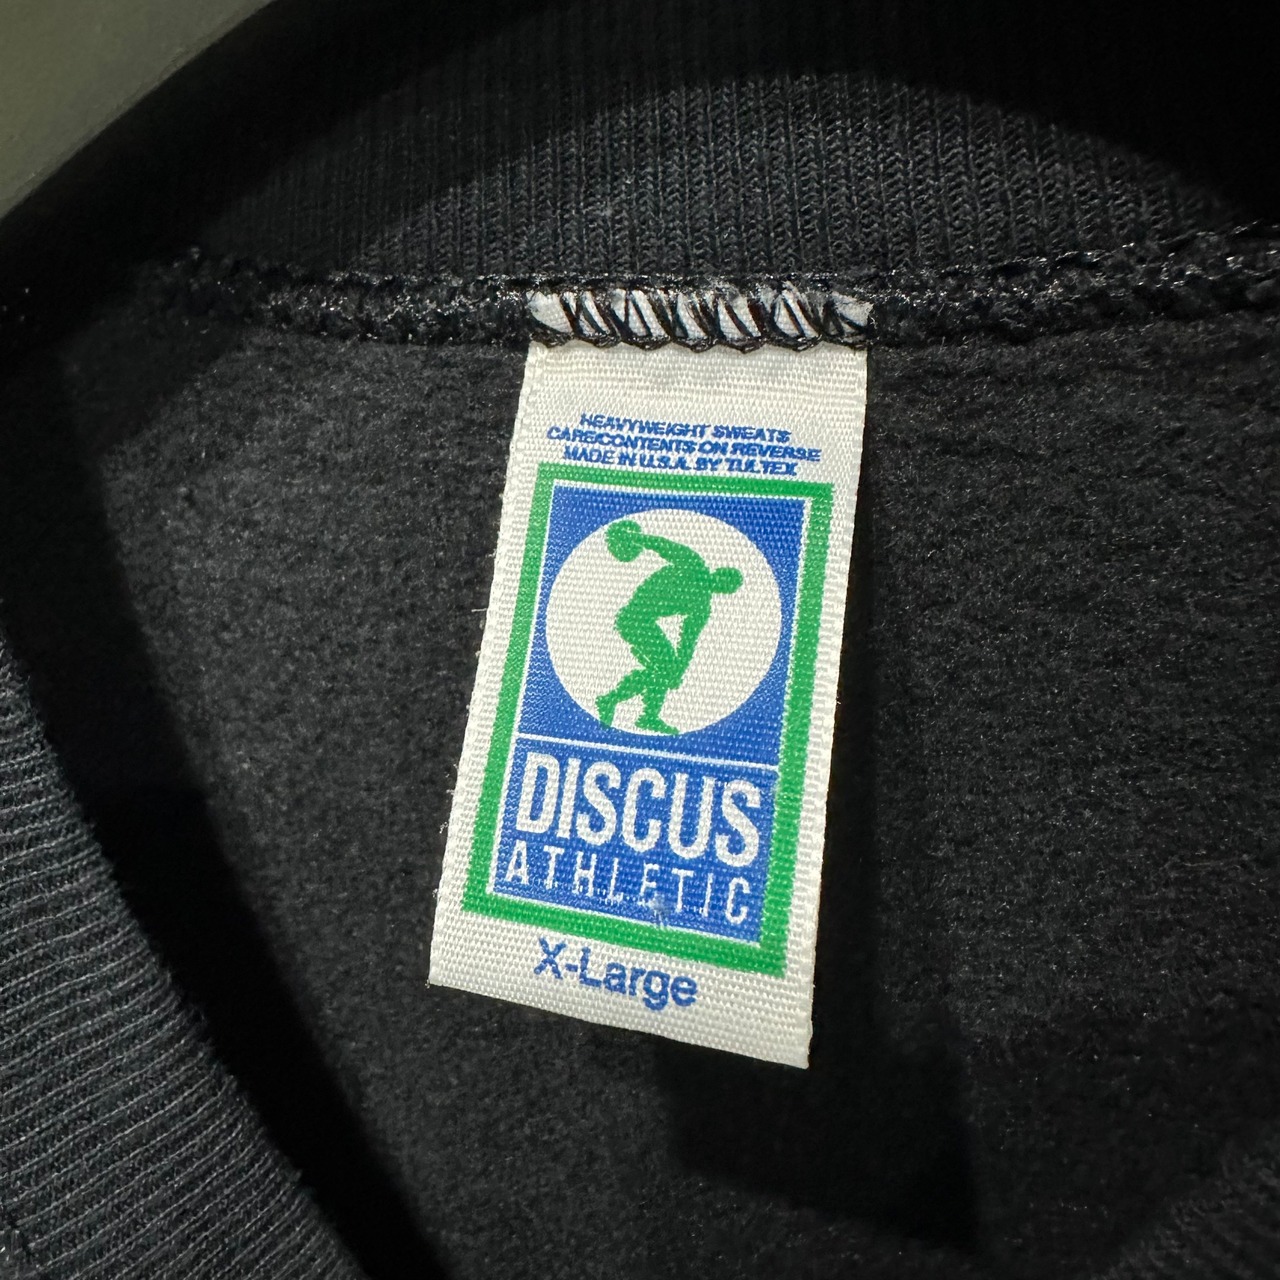 HEAVYWEIGHT SWEATS
CARE/CONTENTS ON REVERSE
MADE IN U.S.A. BY TULTEX
DISCUS
ATHLETIC
X-Large